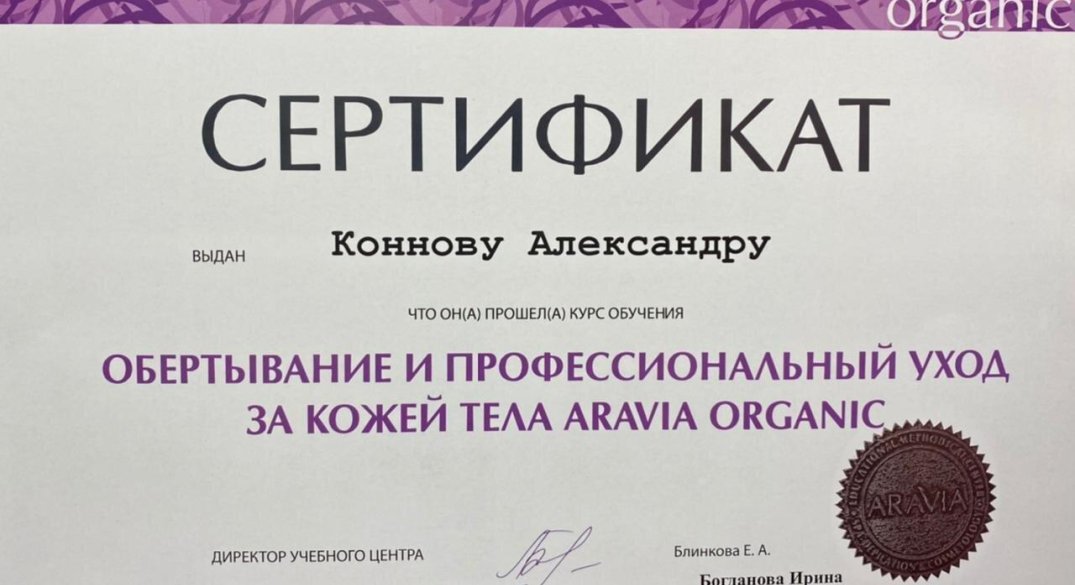 organic
СЕРТИФИКАТ
ВЫДАН Коннову Александру
ЧТО ОН(А) ПРОШЕЛ(А) КУРС ОБУЧЕНИЯ
ОБЕРТЫВАНИЕ И ПРОФЕССИОНАЛЬНЫЙ УХОД
ЗА КОЖЕЙ ТЕЛА ARAVIA ORGANIC
ARAVIA
ДИРЕКТОР УЧЕБНОГО ЦЕНТРА Блинкова Е. А.
Богданова Ирина